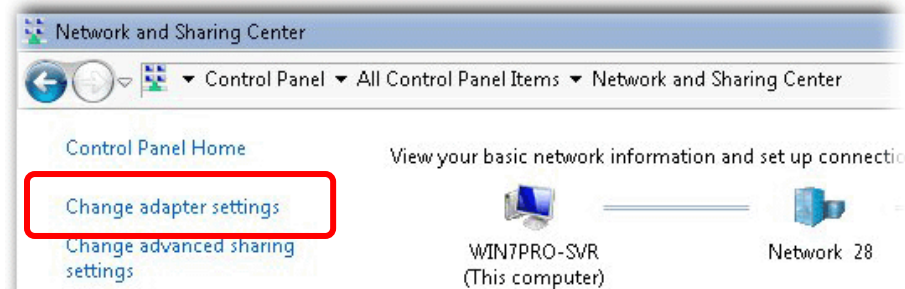 Network and Sharing Center
Control Panel All Control Panel Items Network and Sharing Center
Control Panel Home
View your basic network information and set up
Change adapter settings
Change advanced sharing
settings
WIN7PRO-SVR
(This computer)
Network 28